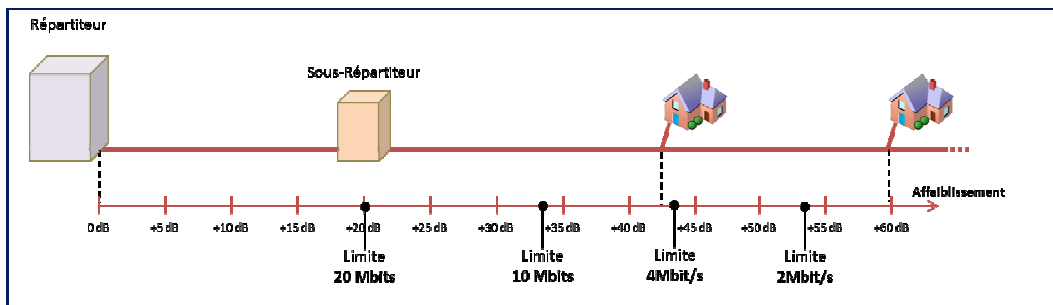 Répartiteur
Sous-Répartiteur
Affaiblissement
0 dB +5 dB +10 dB +15 dB +20 dB +25 dB +30 dB +35 dB +40 dB +45 dB +50 dB +55 dB +60 dB
Limite Limite Limite Limite
20 Mbits 10 Mbits 4Mbit/s 2Mbit/s